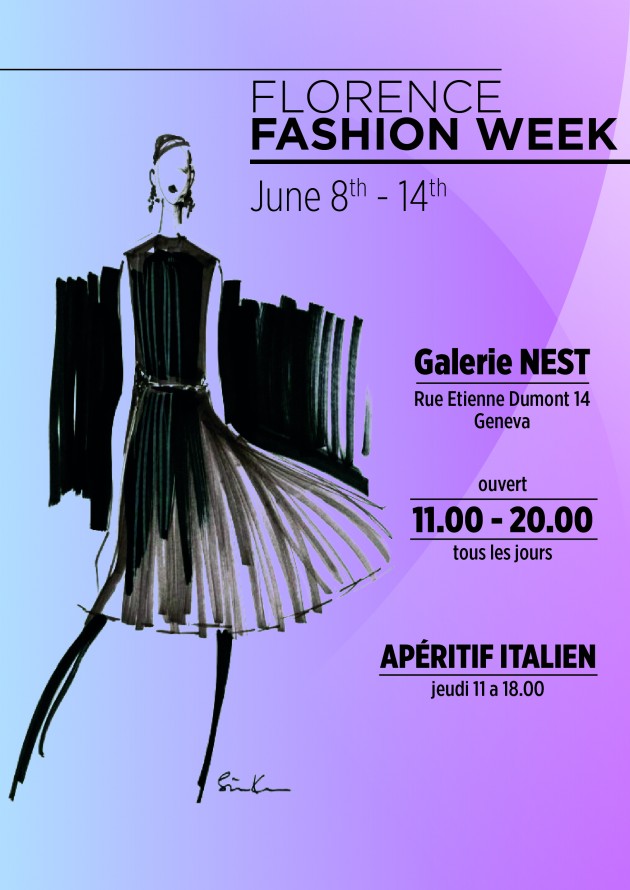 FLORENCE
FASHION WEEK
June 8th - 14th
Galerie NEST
Rue Etienne Dumont 14
Geneva
ouvert
11.00 - 20.00
tous les jours
APÉRITIF ITALIEN
jeudi 11 a 18.00